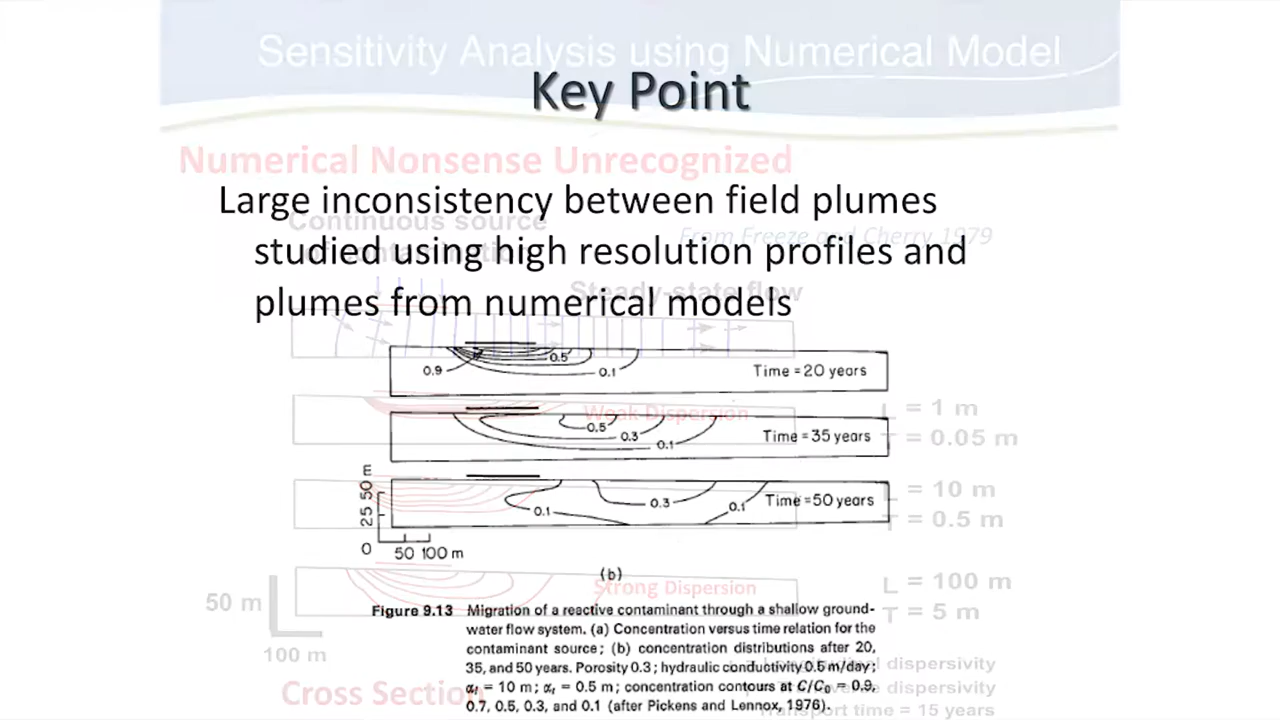 Sensitivity Analysis using Numerical Model
Key Point
Numerical Nonsense Unrecognized
Large inconsistency between field plumes
studied using high resolution profiles and
plumes from numerical models
Continuous source
of contamination
From Freeze and Cherry 1979
Steady-state flow
0.9
0.5
0.1
Time = 20 years
Weak Dispersion
L = 1 m
T = 0.05 m
0.5
0.3
0.1
Time = 35 years
= 10 m
= 0.5 m
0.1
0.3
0.1
Time = 50 years
25 50 m
0 50 100 m
(b)
Strong Dispersion
L = 100 m
T = 5 m
50 m
100 m
Figure 9.13 Migration of a reactive contaminant through a shallow ground-
water flow system. (a) Concentration versus time relation for the
contaminant source; (b) concentration distributions after 20,
35, and 50 years. Porosity 0.3; hydraulic conductivity 0.5 m/day;
αl = 10 m; αt = 0.5 m; concentration contours at C/C0 = 0.9,
0.7, 0.5, 0.3, and 0.1 (after Pickens and Lennox, 1976).
Cross Section
dispersivity
dispersivity
Transport time = 15 years